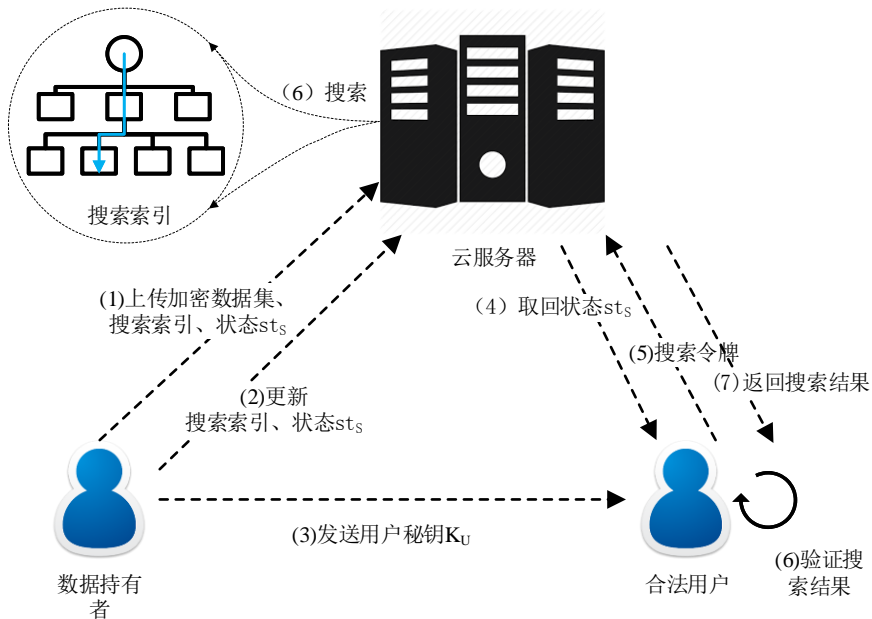 （6）搜索
搜索索引
云服务器
(1)上传加密数据集、
搜索索引、状态stS
（4）取回状态stS
(5)搜索令牌
(7)返回搜索结果
(2)更新
搜索索引、状态stS
(3)发送用户秘钥KU
(6)验证搜
索结果
数据持有
者
合法用户